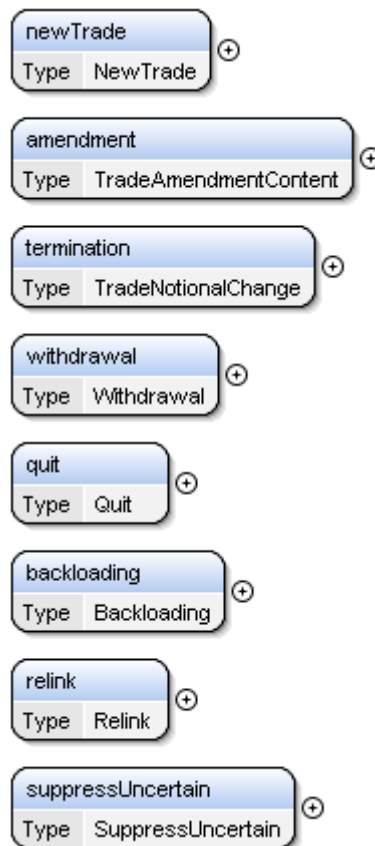 newTrade
Type NewTrade
amendment
Type TradeAmendmentContent
termination
Type TradeNotionalChange
withdrawal
Type Withdrawal
quit
Type Quit
backloading
Type Backloading
relink
Type Relink
suppressUncertain
Type SuppressUncertain